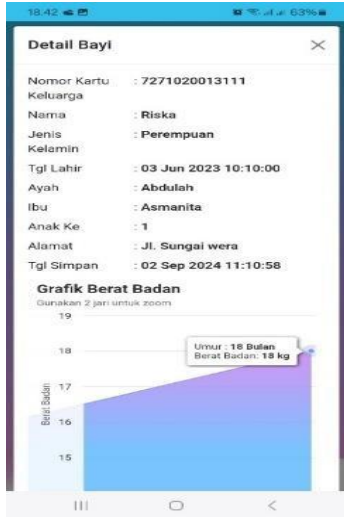 18.42
63%
Detail Bayi
Nomor Kartu Keluarga : 7271020013111
Nama : Riska
Jenis Kelamin : Perempuan
Tgl Lahir : 03 Jun 2023 10:10:00
Ayah : Abdulah
Ibu : Asmanita
Anak Ke : 1
Alamat : Jl. Sungai wera
Tgl Simpan : 02 Sep 2024 11:10:58
Grafik Berat Badan
Gunakan 2 jari untuk zoom
19
18
17
16
15
Berat Badan
Umur : 18 Bulan
Berat Badan: 18 kg